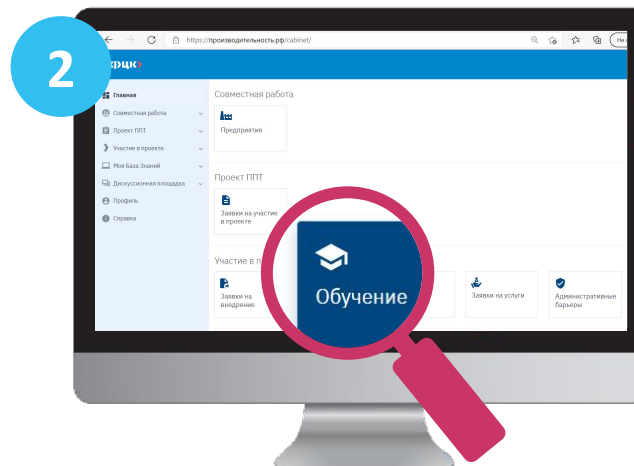 2
https://производительность.рф/cabinet/
Главная
Совместная работа
Проект ППТ
Участие в проекте
Моя База Знаний
Дискуссионная площадка
Профиль
Справка
Совместная работа
Предприятия
Проект ППТ
Заявки на участие
в проекте
Участие в п
Заявки на
внедрение
Обучение
Заявки на услуги
Административные
барьеры